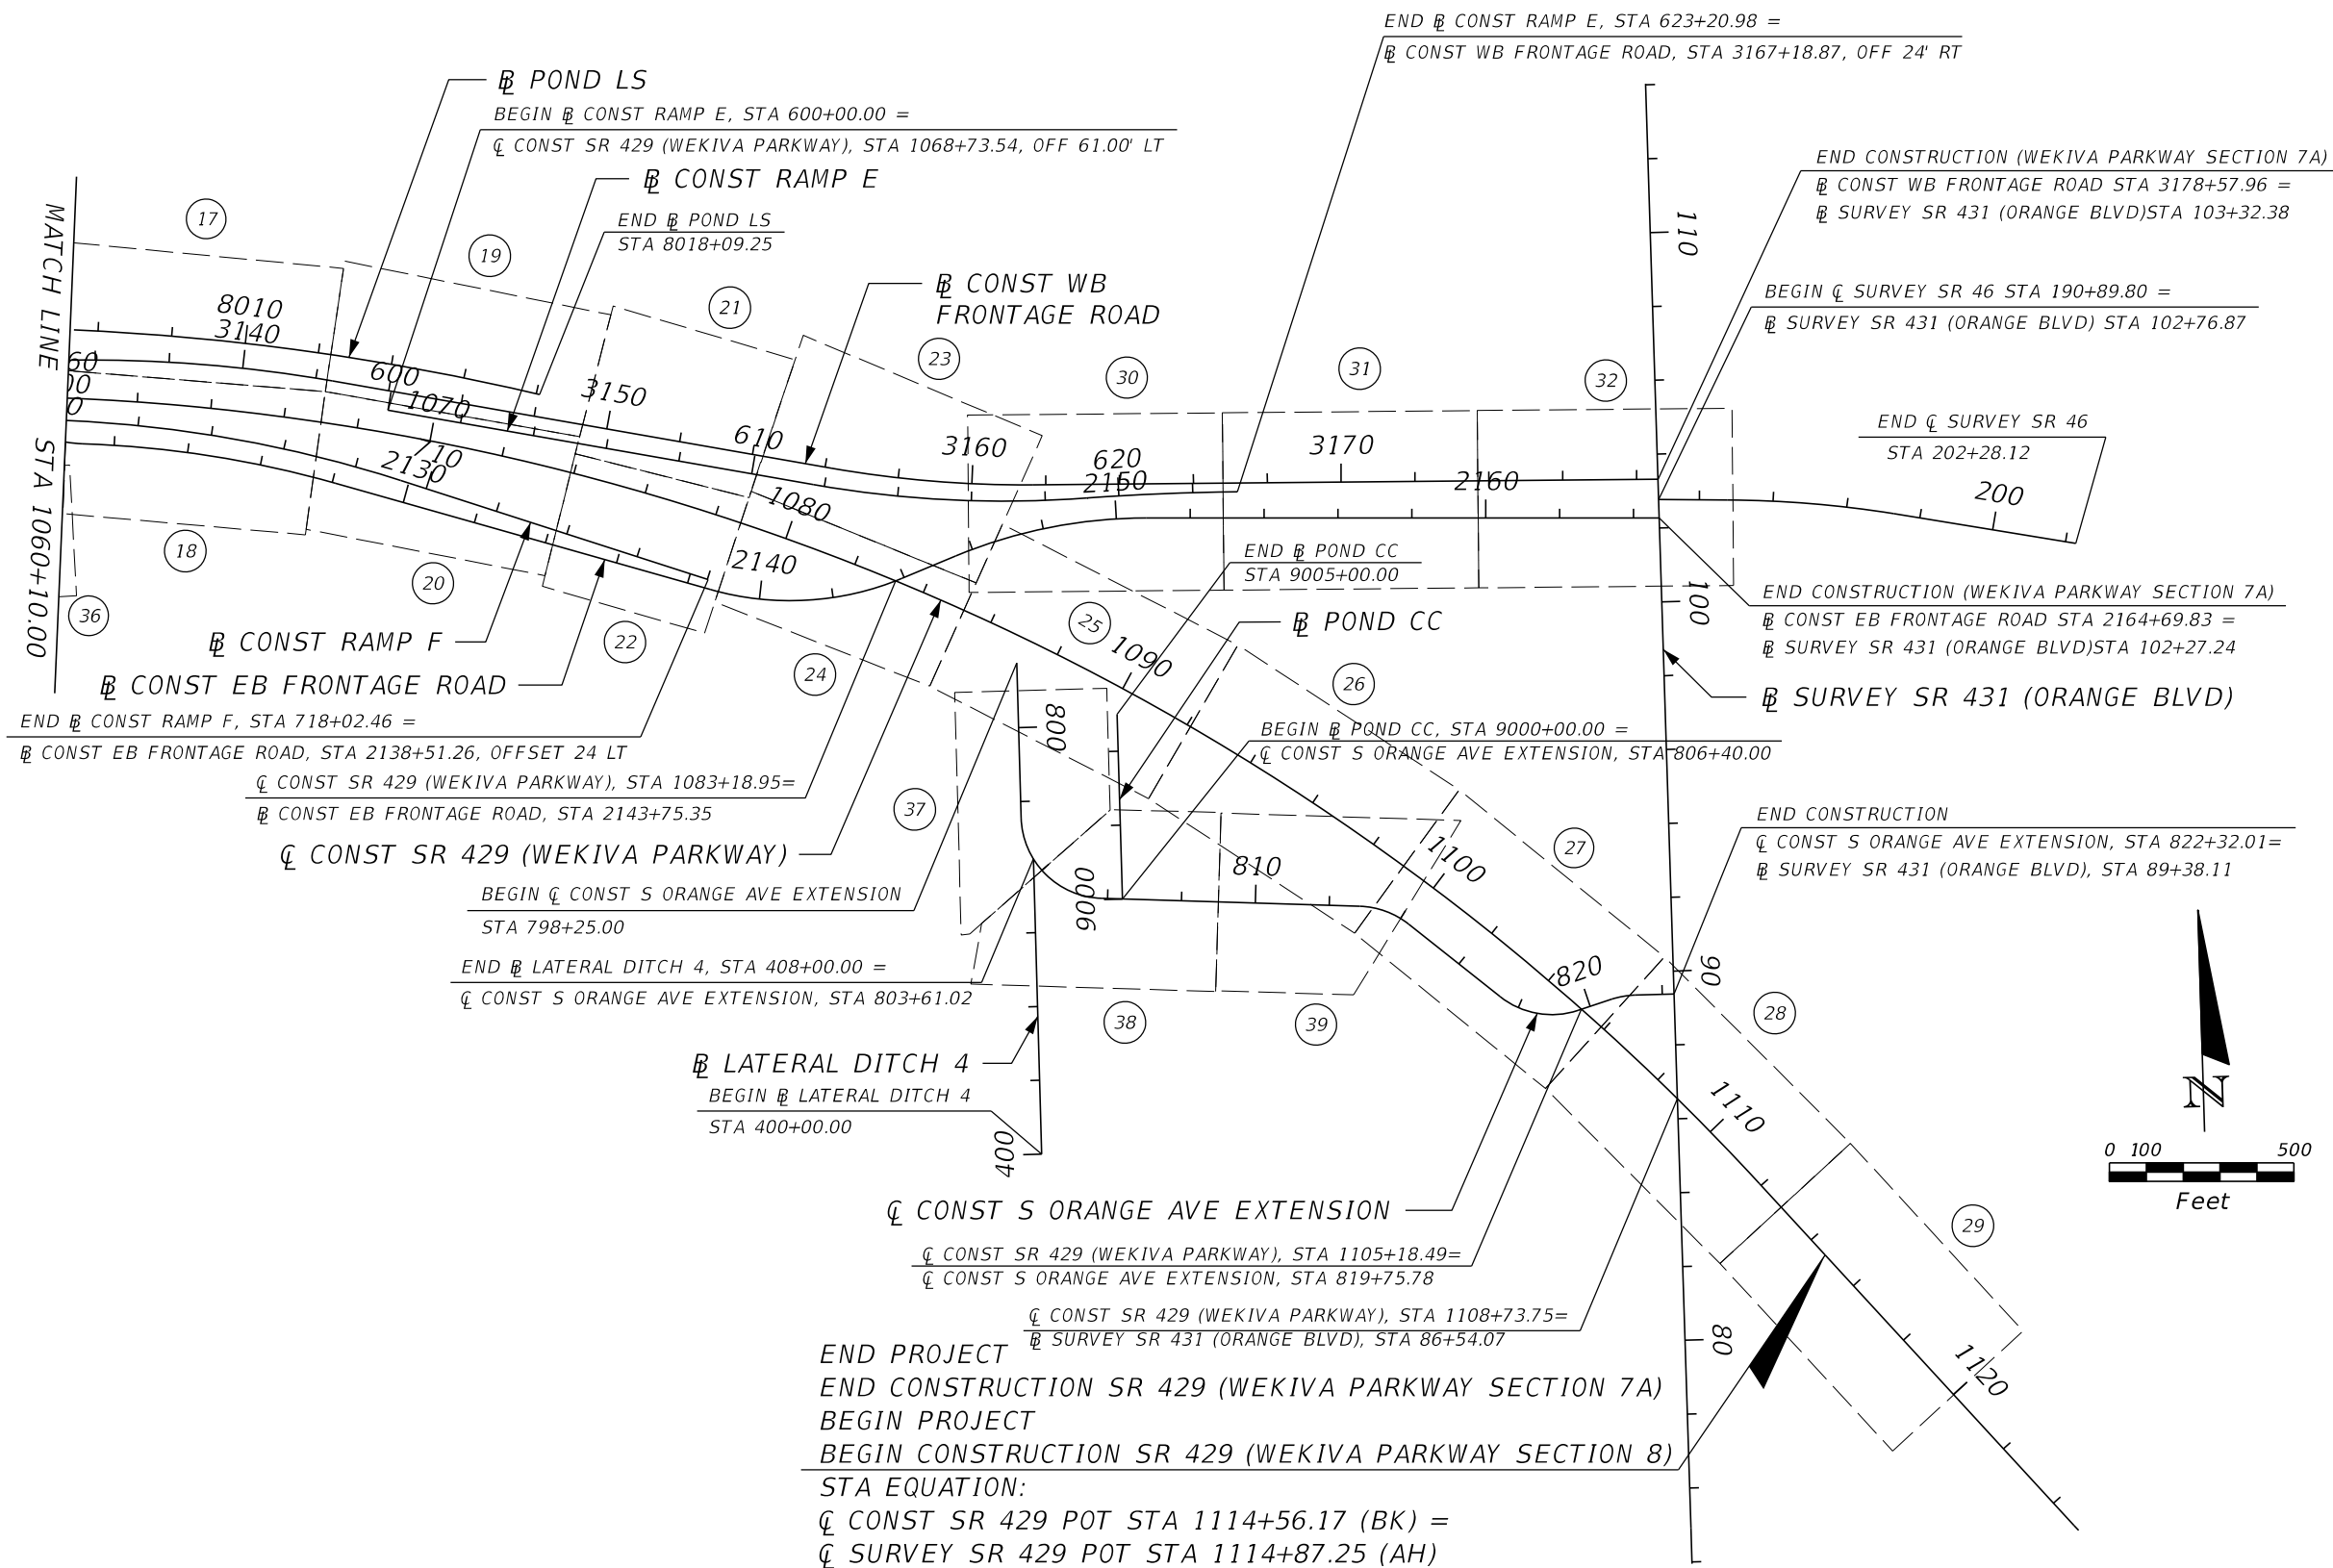 END ℄ CONST RAMP E, STA 623+20.98 =
℄ CONST WB FRONTAGE ROAD, STA 3167+18.87, OFF 24' RT
℄ POND LS
BEGIN ℄ CONST RAMP E, STA 600+00.00 =
℄ CONST SR 429 (WEKIVA PARKWAY), STA 1068+73.54, OFF 61.00' LT
℄ CONST RAMP E
END ℄ POND LS
STA 8018+09.25
END CONSTRUCTION (WEKIVA PARKWAY SECTION 7A)
℄ CONST WB FRONTAGE ROAD STA 3178+57.96 =
℄ SURVEY SR 431 (ORANGE BLVD)STA 103+32.38
MATCH LINE STA 1060+10.00
17
19
21
23
30
31
32
110
℄ CONST WB
FRONTAGE ROAD
BEGIN ℄ SURVEY SR 46 STA 190+89.80 =
℄ SURVEY SR 431 (ORANGE BLVD) STA 102+76.87
8010
3140
60
00
0
600
1070
3150
710
2130
610
1080
3160
620
2150
3170
2160
END ℄ SURVEY SR 46
STA 202+28.12
200
2140
18
20
22
36
24
25
1090
END ℄ POND CC
STA 9005+00.00
℄ POND CC
26
100
END CONSTRUCTION (WEKIVA PARKWAY SECTION 7A)
℄ CONST EB FRONTAGE ROAD STA 2164+69.83 =
℄ SURVEY SR 431 (ORANGE BLVD)STA 102+27.24
℄ SURVEY SR 431 (ORANGE BLVD)
℄ CONST RAMP F
℄ CONST EB FRONTAGE ROAD
END ℄ CONST RAMP F, STA 718+02.46 =
℄ CONST EB FRONTAGE ROAD, STA 2138+51.26, OFFSET 24 LT
℄ CONST SR 429 (WEKIVA PARKWAY), STA 1083+18.95=
℄ CONST EB FRONTAGE ROAD, STA 2143+75.35
℄ CONST SR 429 (WEKIVA PARKWAY)
800
BEGIN ℄ POND CC, STA 9000+00.00 =
℄ CONST S ORANGE AVE EXTENSION, STA 806+40.00
37
BEGIN ℄ CONST S ORANGE AVE EXTENSION
STA 798+25.00
9000
810
1100
27
END CONSTRUCTION
℄ CONST S ORANGE AVE EXTENSION, STA 822+32.01=
℄ SURVEY SR 431 (ORANGE BLVD), STA 89+38.11
END ℄ LATERAL DITCH 4, STA 408+00.00 =
℄ CONST S ORANGE AVE EXTENSION, STA 803+61.02
38
39
820
90
28
℄ LATERAL DITCH 4
BEGIN ℄ LATERAL DITCH 4
STA 400+00.00
400
1110
N
0 100 500
Feet
29
℄ CONST S ORANGE AVE EXTENSION
℄ CONST SR 429 (WEKIVA PARKWAY), STA 1105+18.49=
℄ CONST S ORANGE AVE EXTENSION, STA 819+75.78
℄ CONST SR 429 (WEKIVA PARKWAY), STA 1108+73.75=
℄ SURVEY SR 431 (ORANGE BLVD), STA 86+54.07
80
1120
END PROJECT
END CONSTRUCTION SR 429 (WEKIVA PARKWAY SECTION 7A)
BEGIN PROJECT
BEGIN CONSTRUCTION SR 429 (WEKIVA PARKWAY SECTION 8)
STA EQUATION:
℄ CONST SR 429 POT STA 1114+56.17 (BK) =
℄ SURVEY SR 429 POT STA 1114+87.25 (AH)